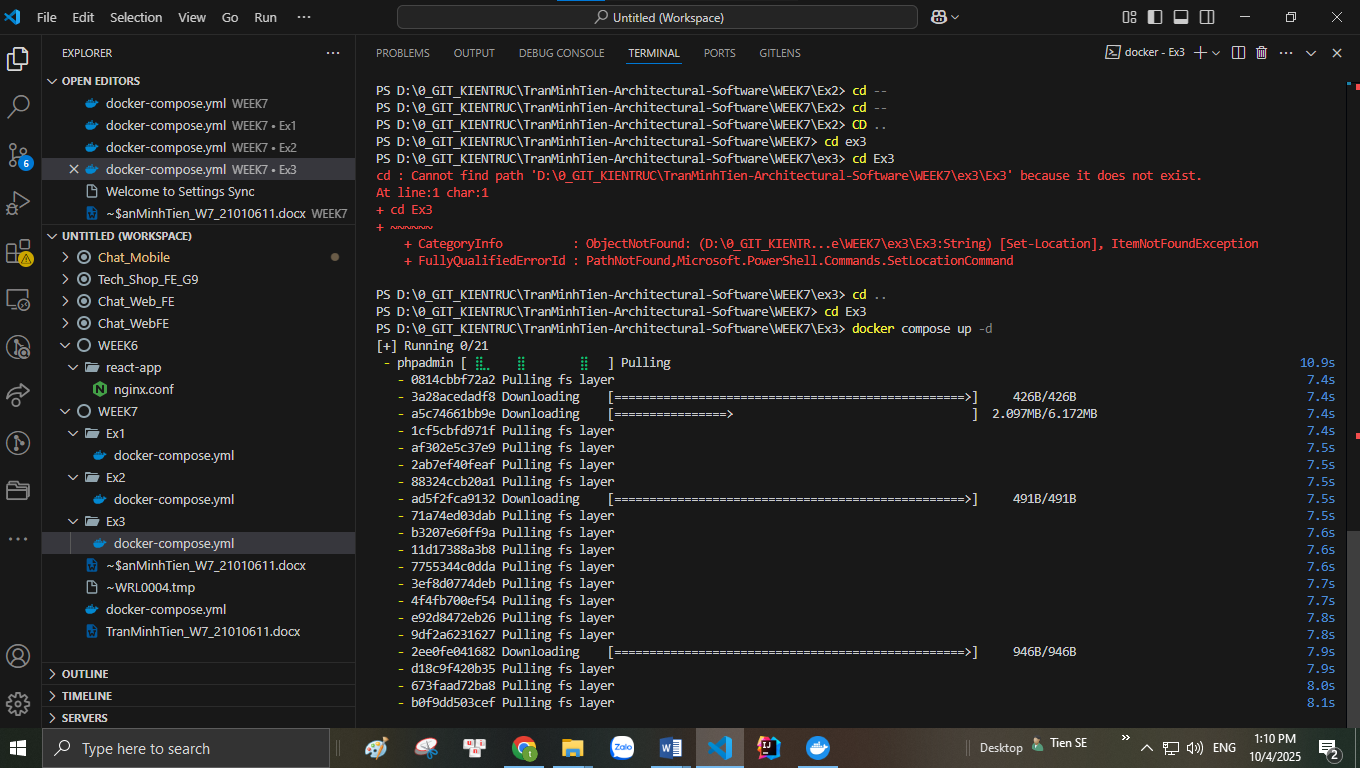 File Edit Selection View Go Run ···
Untitled (Workspace)
EXPLORER
OPEN EDITORS
docker-compose.yml WEEK7
docker-compose.yml WEEK7 • Ex1
docker-compose.yml WEEK7 • Ex2
docker-compose.yml WEEK7 • Ex3
Welcome to Settings Sync
~$anMinhTien_W7_21010611.docx WEEK7
UNTITLED (WORKSPACE)
Chat_Mobile
Tech_Shop_FE_G9
Chat_Web_FE
Chat_WebFE
WEEK6
react-app
nginx.conf
WEEK7
Ex1
docker-compose.yml
Ex2
docker-compose.yml
Ex3
docker-compose.yml
~$anMinhTien_W7_21010611.docx
~WRL0004.tmp
docker-compose.yml
TranMinhTien_W7_21010611.docx
OUTLINE
TIMELINE
SERVERS
6
PROBLEMS OUTPUT DEBUG CONSOLE TERMINAL PORTS GITLENS
docker - Ex3
PS D:\0_GIT_KIENTRUC\TranMinhTien-Architectural-Software\WEEK7\Ex2> cd --
PS D:\0_GIT_KIENTRUC\TranMinhTien-Architectural-Software\WEEK7\Ex2> cd --
PS D:\0_GIT_KIENTRUC\TranMinhTien-Architectural-Software\WEEK7\Ex2> CD ..
PS D:\0_GIT_KIENTRUC\TranMinhTien-Architectural-Software\WEEK7> cd ex3
PS D:\0_GIT_KIENTRUC\TranMinhTien-Architectural-Software\WEEK7\ex3> cd Ex3
cd : Cannot find path 'D:\0_GIT_KIENTRUC\TranMinhTien-Architectural-Software\WEEK7\ex3\Ex3' because it does not exist.
At line:1 char:1
+ cd Ex3
+ ~~~~~~
+ CategoryInfo : ObjectNotFound: (D:\0_GIT_KIENTR...e\WEEK7\ex3\Ex3:String) [Set-Location], ItemNotFoundException
+ FullyQualifiedErrorId : PathNotFound,Microsoft.PowerShell.Commands.SetLocationCommand
PS D:\0_GIT_KIENTRUC\TranMinhTien-Architectural-Software\WEEK7\ex3> cd ..
PS D:\0_GIT_KIENTRUC\TranMinhTien-Architectural-Software\WEEK7> cd Ex3
PS D:\0_GIT_KIENTRUC\TranMinhTien-Architectural-Software\WEEK7\Ex3> docker compose up -d
[+] Running 0/21
- phpadmin [ ⣿⣀ ⣿ ⣿ ] Pulling 10.9s
- 0814cbbf72a2 Pulling fs layer 7.4s
- 3a28acedadf8 Downloading [==================================================>] 426B/426B 7.4s
- a5c74661bb9e Downloading [================> ] 2.097MB/6.172MB 7.4s
- 1cf5cbfd971f Pulling fs layer 7.4s
- af302e5c37e9 Pulling fs layer 7.5s
- 2ab7ef40feaf Pulling fs layer 7.5s
- 88324ccb20a1 Pulling fs layer 7.5s
- ad5f2fca9132 Downloading [==================================================>] 491B/491B 7.5s
- 71a74ed03dab Pulling fs layer 7.5s
- b3207e60ff9a Pulling fs layer 7.6s
- 11d17388a3b8 Pulling fs layer 7.6s
- 7755344c0dda Pulling fs layer 7.6s
- 3ef8d0774deb Pulling fs layer 7.7s
- 4f4fb700ef54 Pulling fs layer 7.7s
- e92d8472eb26 Pulling fs layer 7.8s
- 9df2a6231627 Pulling fs layer 7.8s
- 2ee0fe041682 Downloading [==================================================>] 946B/946B 7.9s
- d18c9f420b35 Pulling fs layer 7.9s
- 673faad72ba8 Pulling fs layer 8.0s
- b0f9dd503cef Pulling fs layer 8.1s
Type here to search
Zalo
Desktop
Tien SE
ENG
1:10 PM
10/4/2025
2